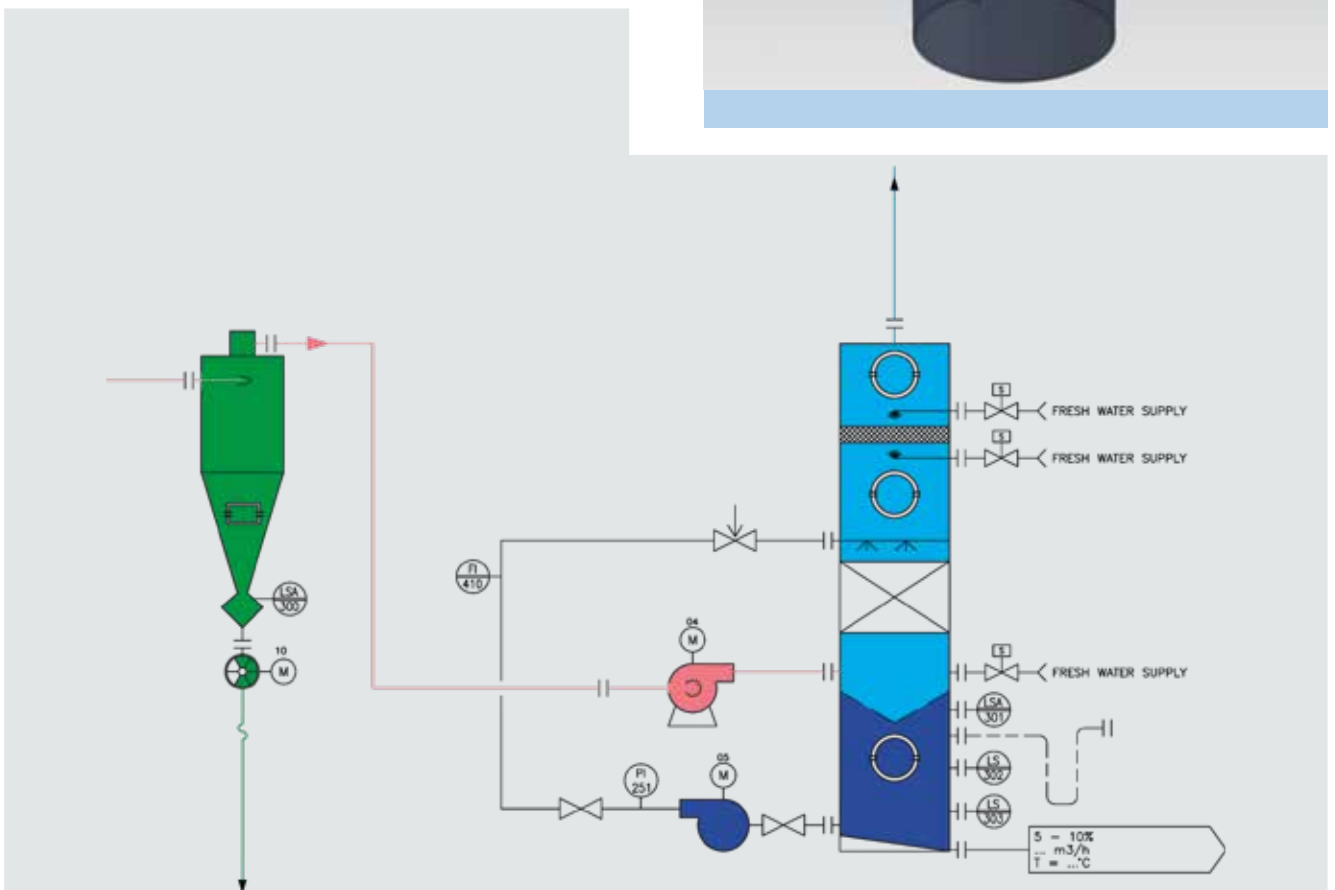 S
FRESH WATER SUPPLY
S
FRESH WATER SUPPLY
FI
410
LSA
300
10
M
04
M
S
FRESH WATER SUPPLY
LSA
301
05
M
PI
251
LS
302
LS
303
S - 10%
... m3/h
T = ...°C